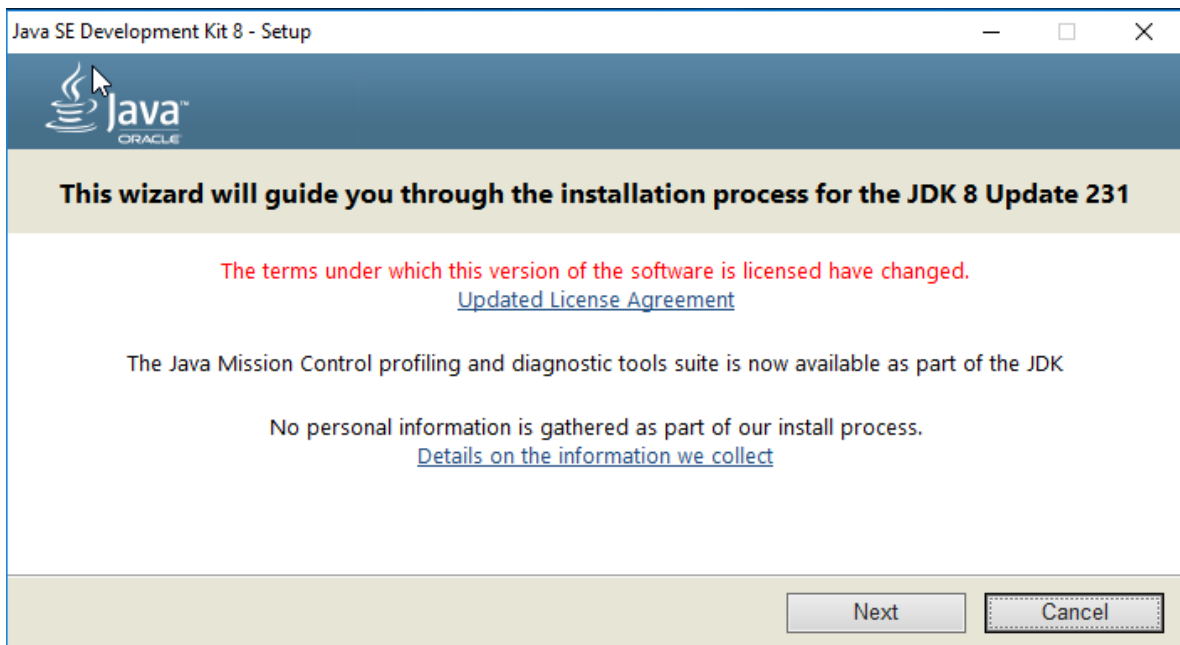 Java SE Development Kit 8 - Setup
Java™
ORACLE
This wizard will guide you through the installation process for the JDK 8 Update 231
The terms under which this version of the software is licensed have changed.
Updated License Agreement
The Java Mission Control profiling and diagnostic tools suite is now available as part of the JDK
No personal information is gathered as part of our install process.
Details on the information we collect
Next Cancel